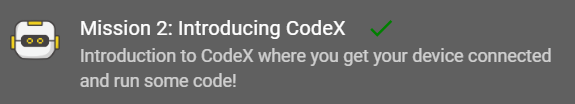 Mission 2: Introducing CodeX
Introduction to CodeX where you get your device connected
and run some code!